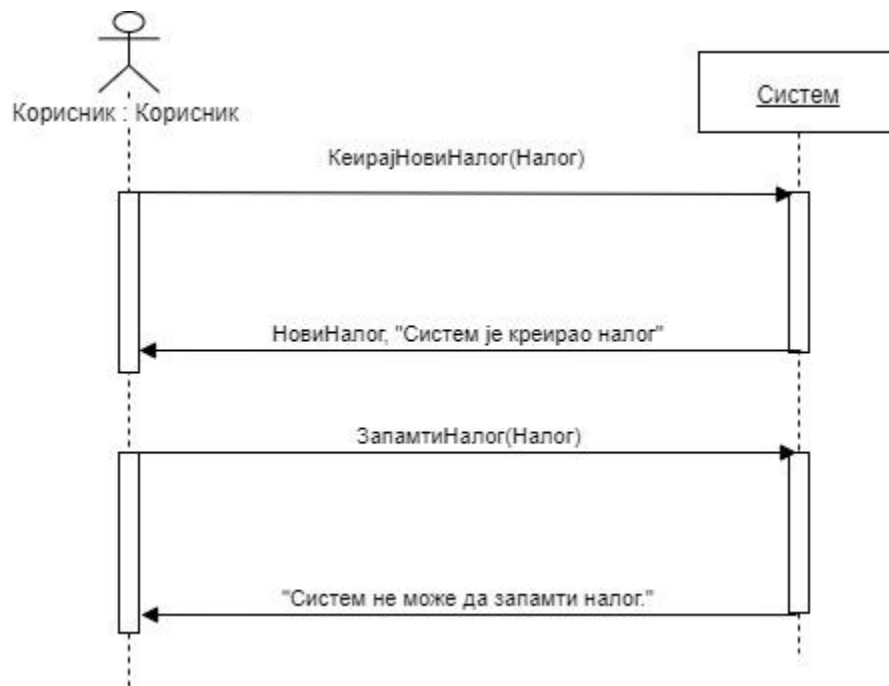 Корисник : Корисник
Систем
КеирајНовиНалог(Налог)
НовиНалог, "Систем је креирао налог"
ЗапамтиНалог(Налог)
"Систем не може да запамти налог."